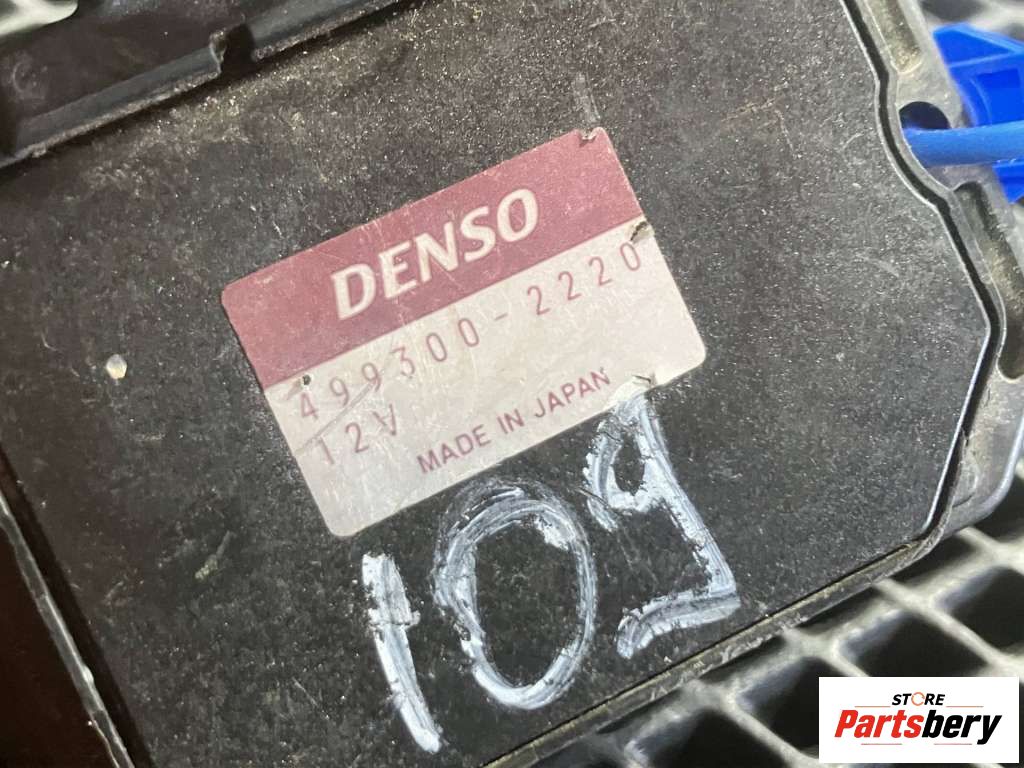 DENSO
499300-2220
12V
MADE IN JAPAN
109
STORE
Partsbery